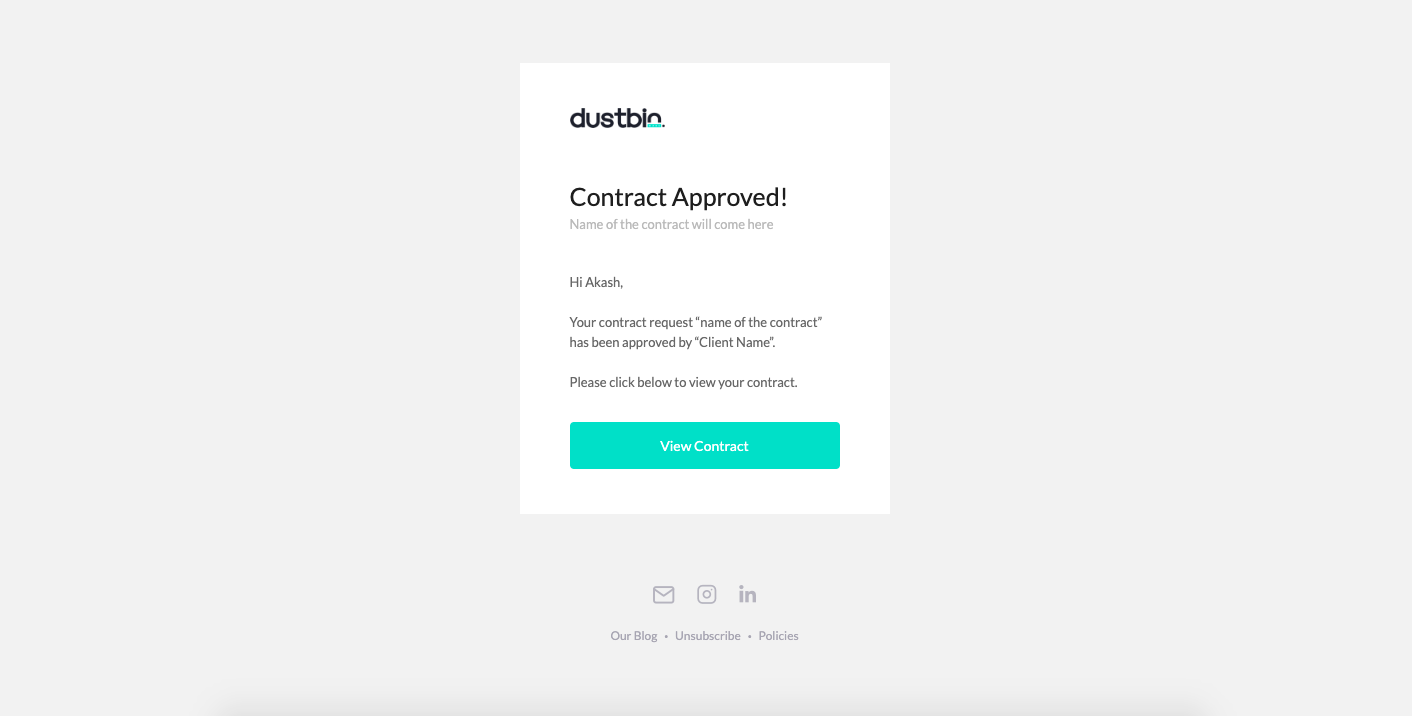 dustbin.
Contract Approved!
Name of the contract will come here
Hi Akash,
Your contract request “name of the contract”
has been approved by “Client Name”.
Please click below to view your contract.
View Contract
in
Our Blog • Unsubscribe • Policies